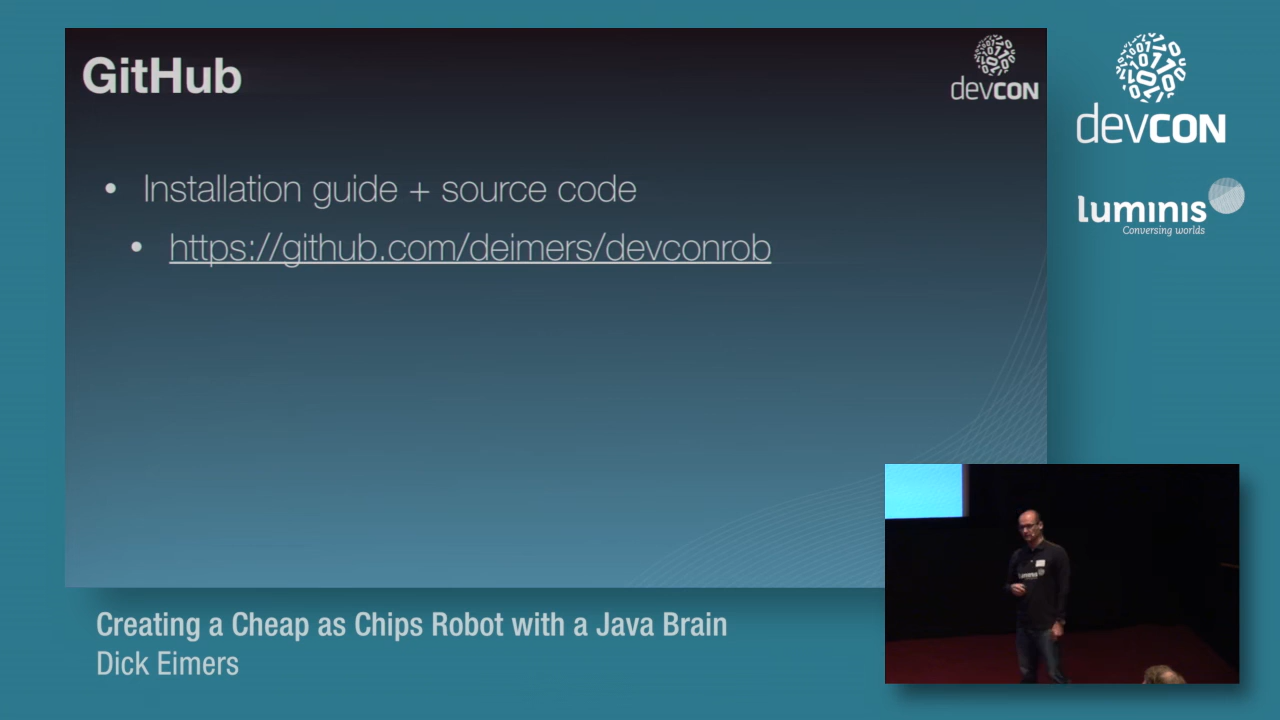 GitHub
devcon
• Installation guide + source code
• https://github.com/deimers/devconrob
devcon
luminis
Conversing worlds
luminis
Creating a Cheap as Chips Robot with a Java Brain
Dick Eimers